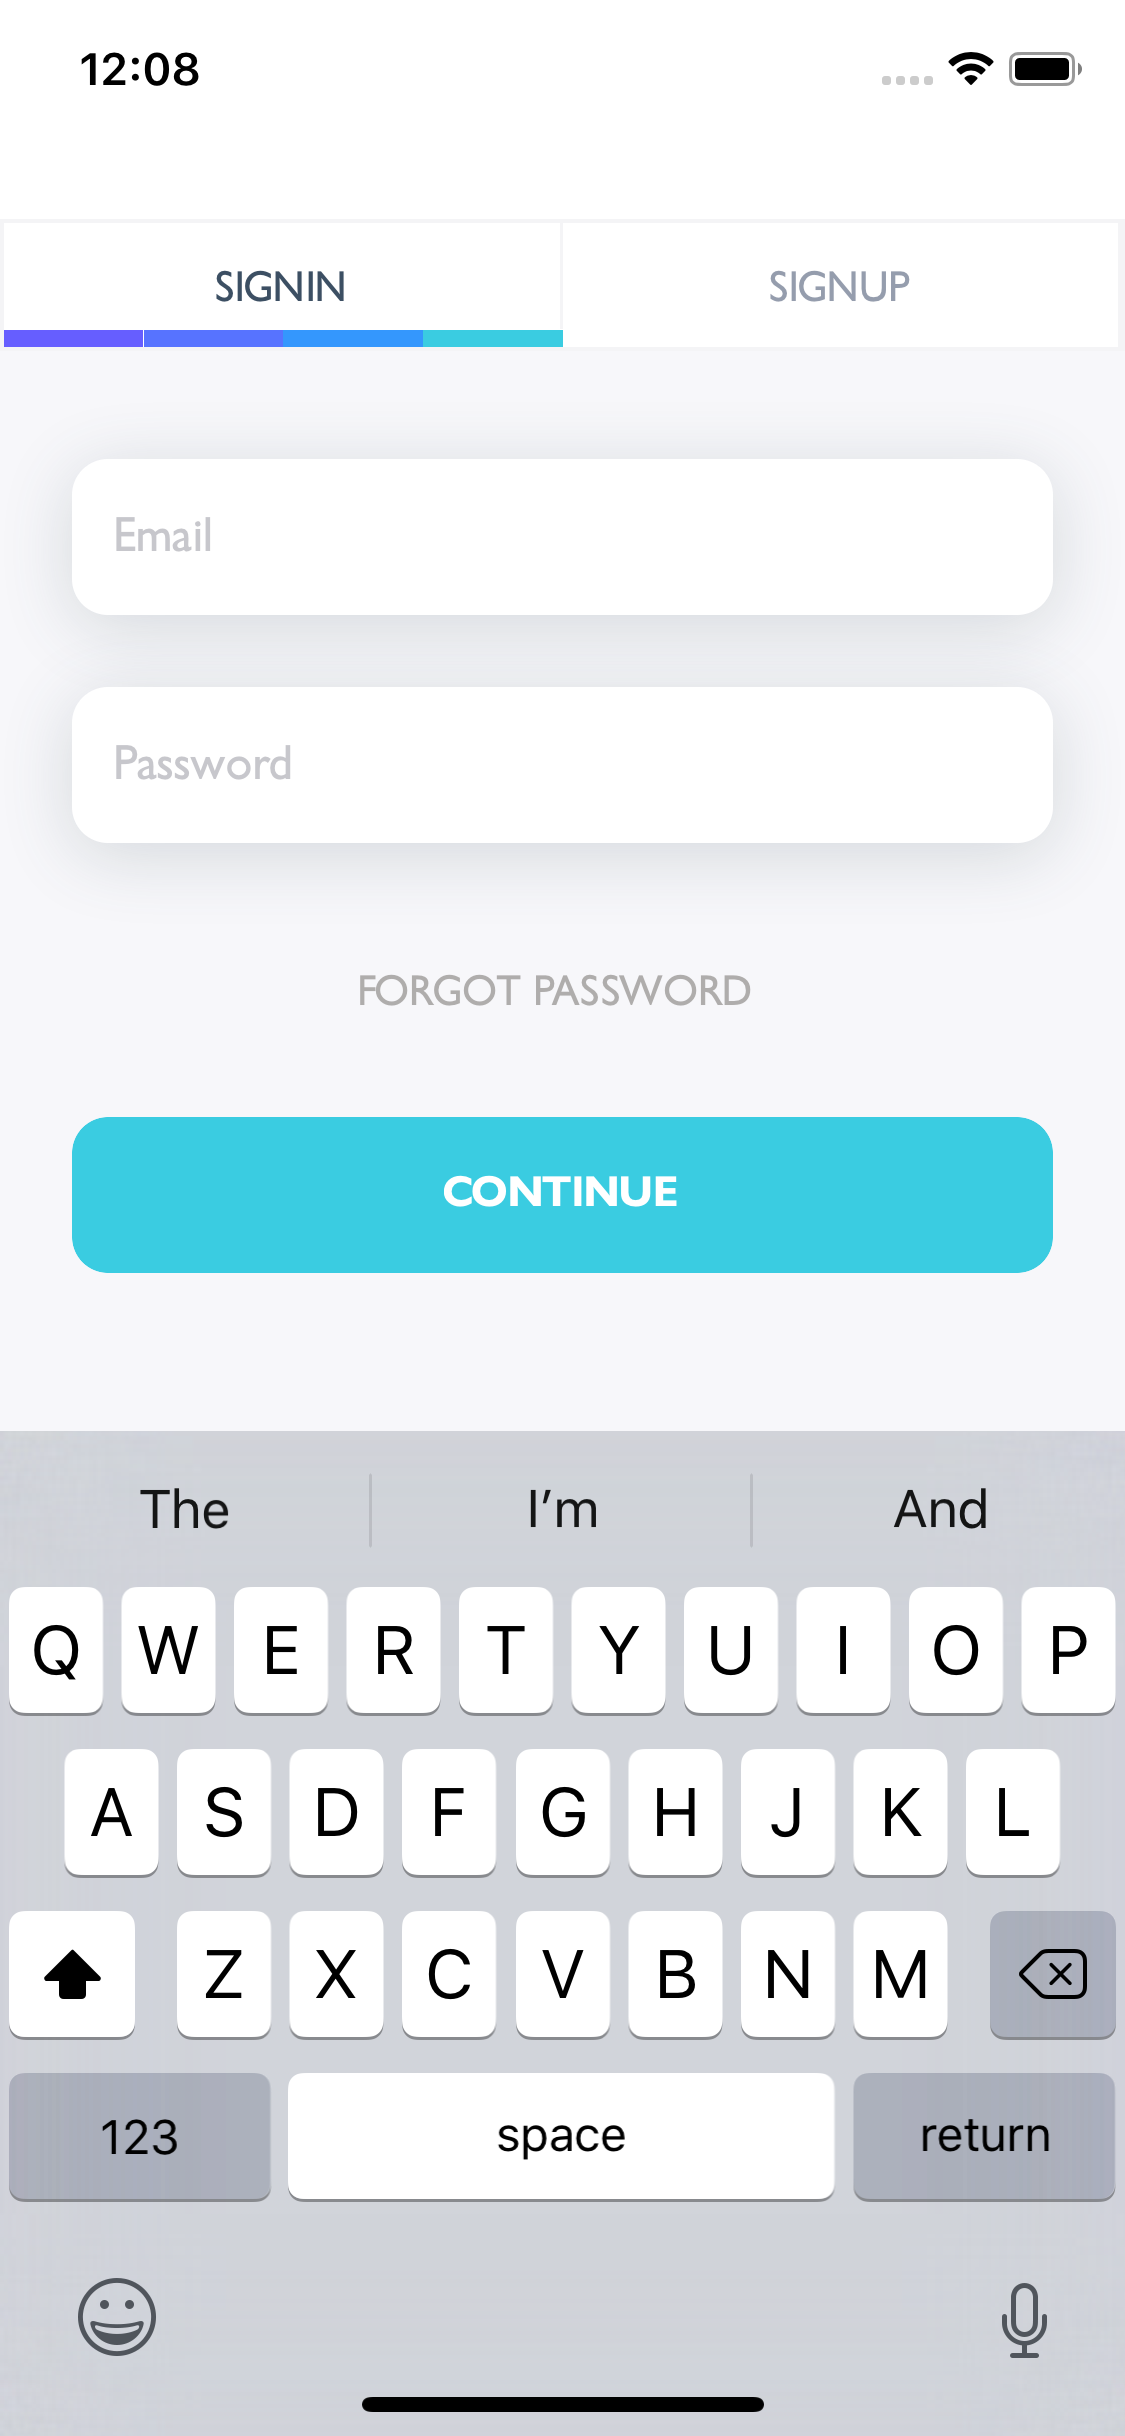 12:08
SIGNIN SIGNUP
Email
Password
FORGOT PASSWORD
CONTINUE
The I’m And
Q W E R T Y U I O P
A S D F G H J K L
Z X C V B N M
123 space return